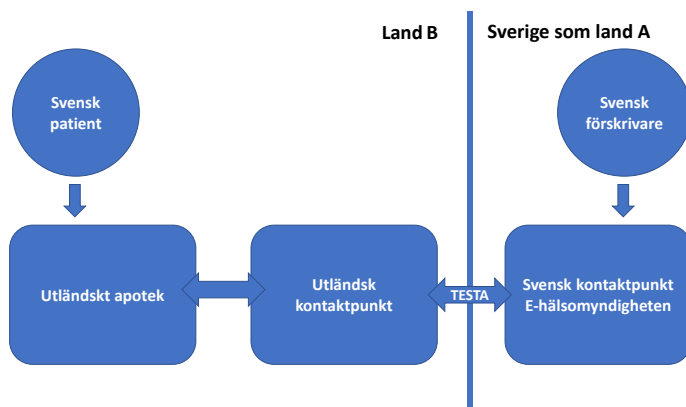 Land B
Sverige som land A
Svensk
patient
Svensk
förskrivare
Utländskt apotek
Utländsk
kontaktpunkt
TESTA
Svensk kontaktpunkt
E-hälsomyndigheten